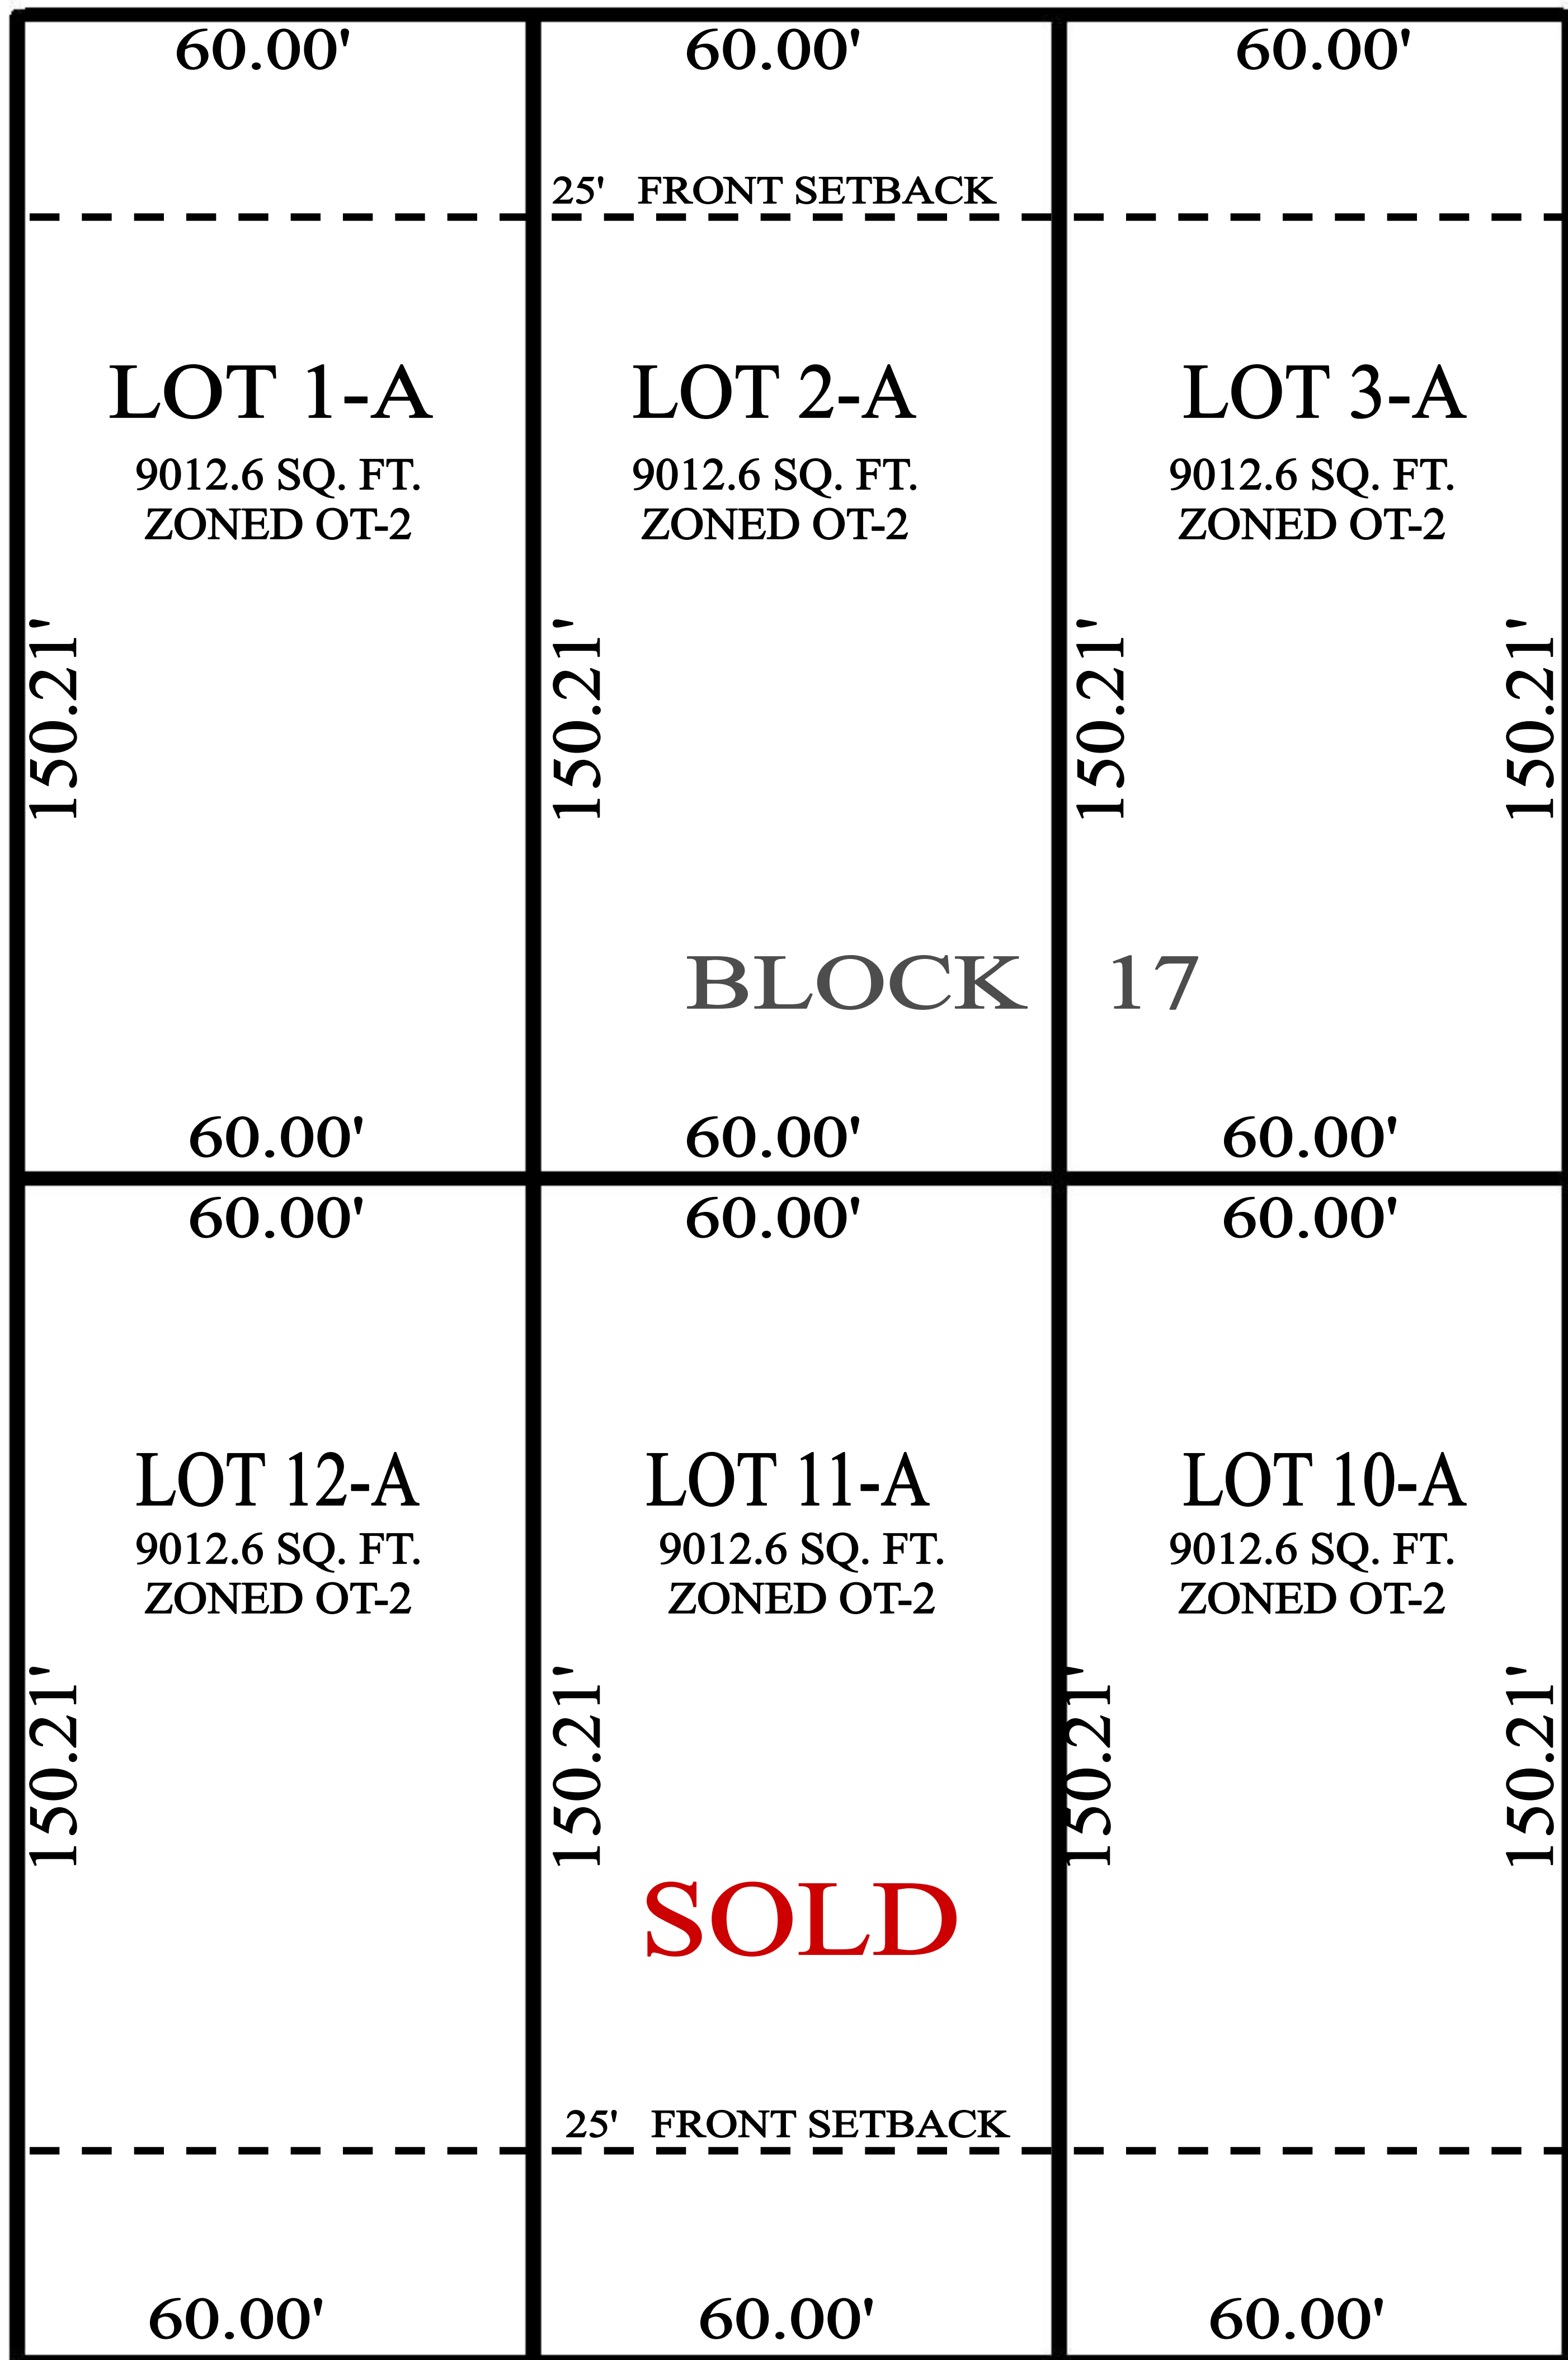 60.00' 60.00' 60.00'
25' FRONT SETBACK
LOT 1-A LOT 2-A LOT 3-A
9012.6 SQ. FT. 9012.6 SQ. FT. 9012.6 SQ. FT.
ZONED OT-2 ZONED OT-2 ZONED OT-2
150.21' 150.21' 150.21' 150.21'
BLOCK 17
60.00' 60.00' 60.00'
60.00' 60.00' 60.00'
LOT 12-A LOT 11-A LOT 10-A
9012.6 SQ. FT. 9012.6 SQ. FT. 9012.6 SQ. FT.
ZONED OT-2 ZONED OT-2 ZONED OT-2
150.21' 150.21' 150.21' 150.21'
SOLD
25' FRONT SETBACK
60.00' 60.00' 60.00'